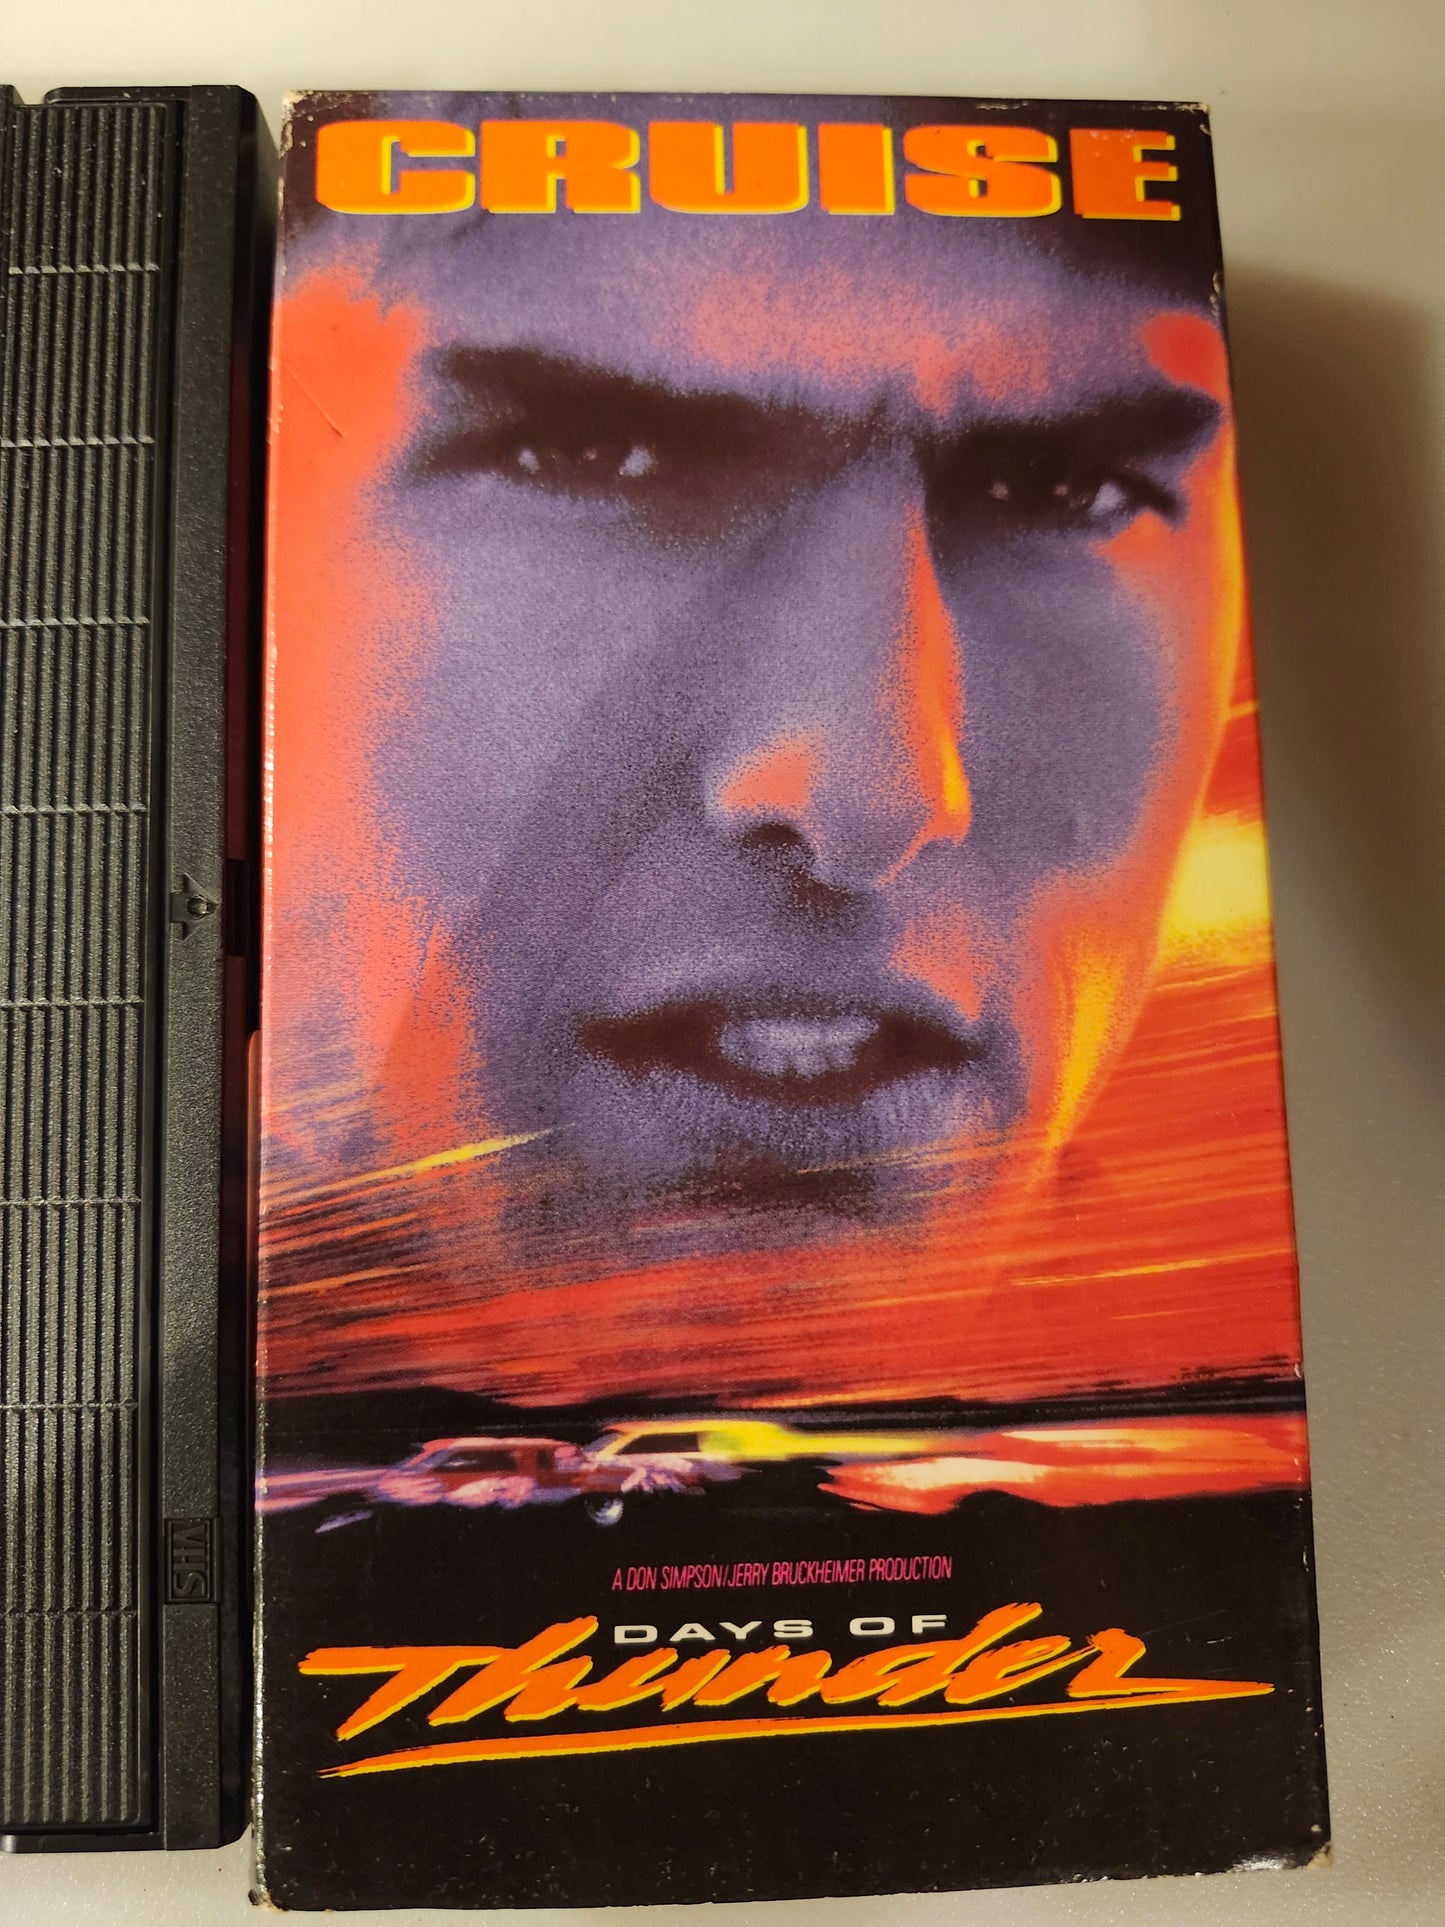 CRUISE
A DON SIMPSON/JERRY BRUCKHEIMER PRODUCTION
DAYS OF
Thunder
VHS